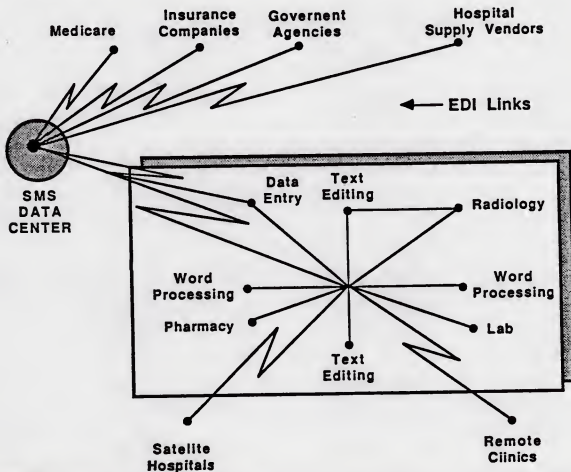 Medicare
Insurance
Companies
Governent
Agencies
Hospital
Supply Vendors
EDI Links
SMS
DATA
CENTER
Data
Entry
Text
Editing
Radiology
Word
Processing
Word
Processing
Pharmacy
Lab
Text
Editing
Satelite
Hospitals
Remote
Clinics